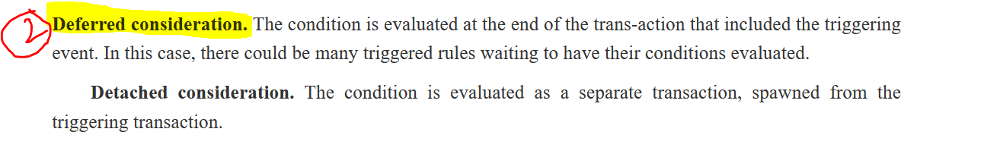 2 Deferred consideration. The condition is evaluated at the end of the trans-action that included the triggering
event. In this case, there could be many triggered rules waiting to have their conditions evaluated.
Detached consideration. The condition is evaluated as a separate transaction, spawned from the
triggering transaction.